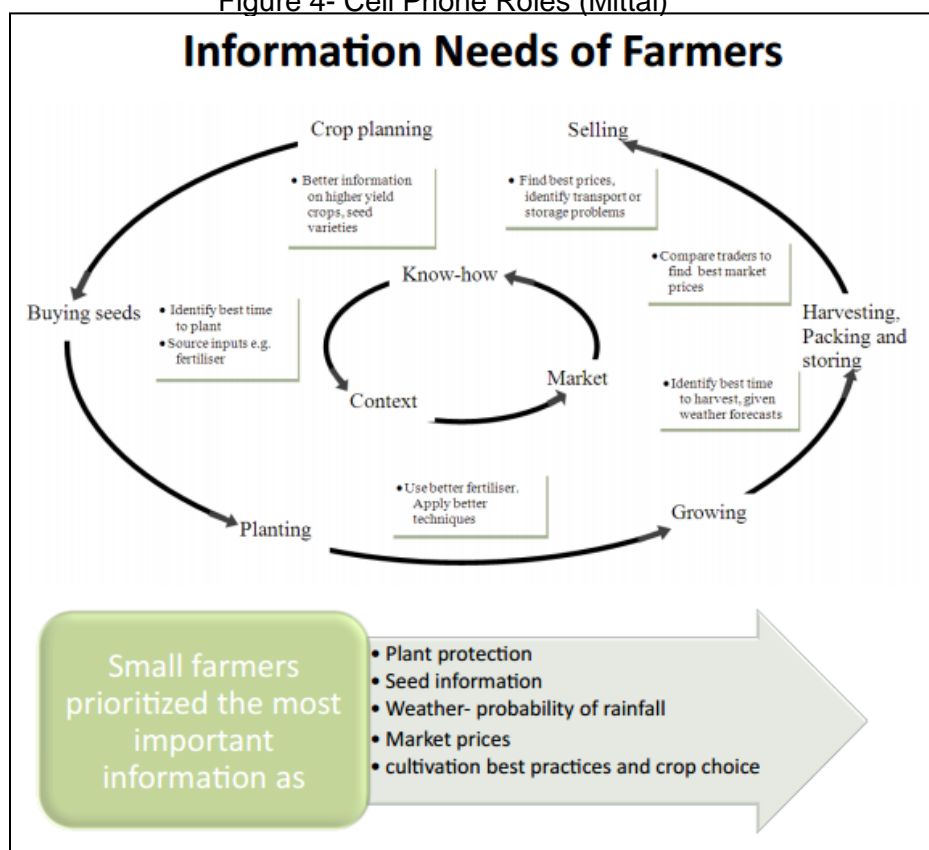 Figure 4- Cell Phone Roles (Mittal)
Information Needs of Farmers
Crop planning
Selling
• Better information
on higher yield
crops, seed
varieties
• Find best prices,
identify transport or
storage problems
Know-how
• Compare traders to
find best market
prices
Buying seeds
• Identify best time
to plant
• Source inputs e.g.
fertiliser
Harvesting,
Packing and
storing
Market
Context
• Identify best time
to harvest, given
weather forecasts
• Use better fertiliser.
Apply better
techniques
Planting
Growing
Small farmers
prioritized the most
important
information as
• Plant protection
• Seed information
• Weather- probability of rainfall
• Market prices
• cultivation best practices and crop choice